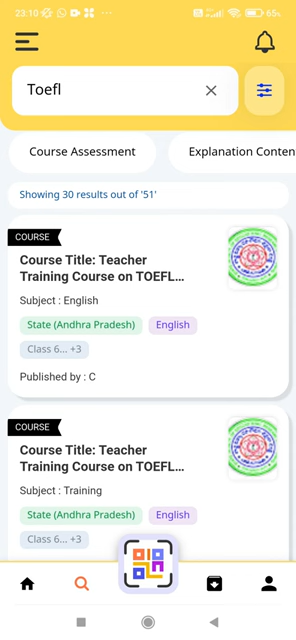 23:10
65%
Toefl
Course Assessment
Explanation Conten
Showing 30 results out of '51'
COURSE
Course Title: Teacher
Training Course on TOEFL...
Subject : English
State (Andhra Pradesh)
English
Class 6... +3
Published by : C
COURSE
Course Title: Teacher
Training Course on TOEFL...
Subject : Training
State (Andhra Pradesh)
English
Class 6... +3